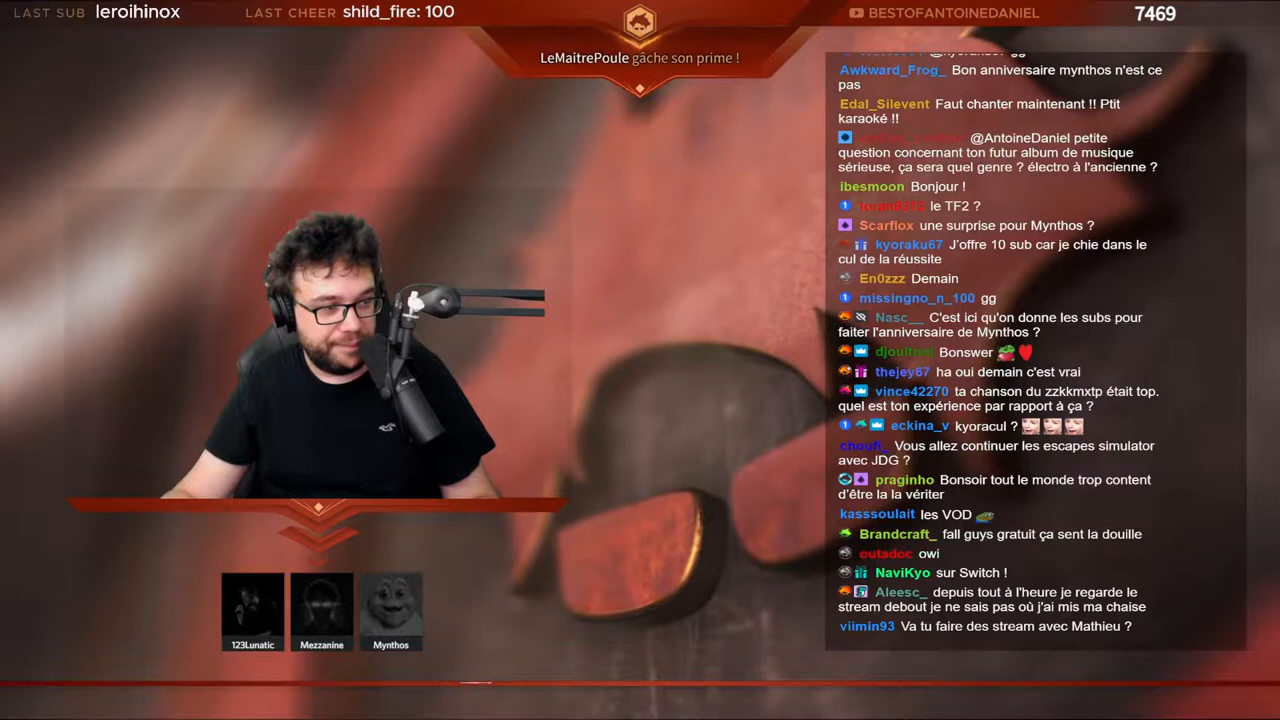 LAST SUB leroihinox LAST CHEER shild_fire: 100 BESTOFANTOINEDANIEL 7469
LeMaitrePoule gâche son prime !
Awkward_Frog_ Bon anniversaire mynthos n'est ce
pas
Edal_Silevent Faut chanter maintenant !! Ptit
karaoké !!
@AntoineDaniel petite
question concernant ton futur album de musique
sérieuse, ça sera quel genre ? électro à l'ancienne ?
ibesmoon Bonjour !
loran9312 le TF2 ?
Scarflox une surprise pour Mynthos ?
kyoraku67 J'offre 10 sub car je chie dans le
cul de la réussite
En0zzz Demain
missingno_n_100 gg
Nasc__ C'est ici qu'on donne les subs pour
faiter l'anniversaire de Mynthos ?
Bonswer
thejey67 ha oui demain c'est vrai
vince42270 ta chanson du zzkkmxtp était top.
quel est ton expérience par rapport à ça ?
eckina_v kyoracul ?
Vous allez continuer les escapes simulator
avec JDG ?
praginho Bonsoir tout le monde trop content
d'être la la vériter
kasssoulait les VOD
Brandcraft_ fall guys gratuit ça sent la douille
outadoc owi
NaviKyo sur Switch !
Aleesc_ depuis tout à l'heure je regarde le
stream debout je ne sais pas où j'ai mis ma chaise
viimin93 Va tu faire des stream avec Mathieu ?
123Lunatic Mezzanine Mynthos